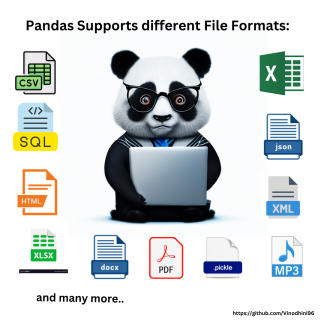 Pandas Supports different File Formats:
CSV
X
</>
SQL
json
HTML
XML
XLSX
docx
PDF
.pickle
MP3
and many more..
https://github.com/Vinodhini96